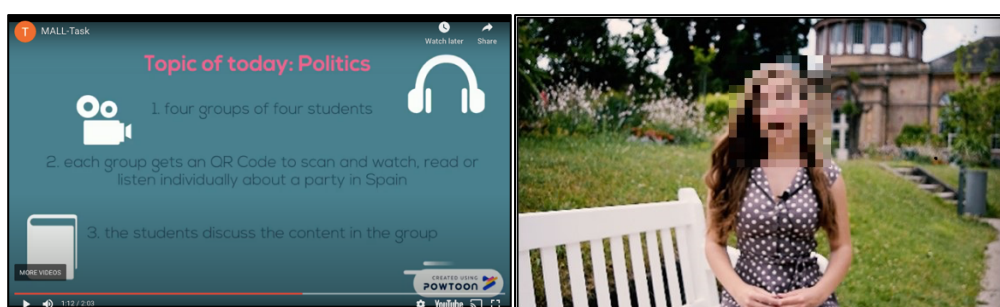 T MALL-Task
Watch later Share
Topic of today: Politics
1. four groups of four students
2. each group gets an QR Code to scan and watch, read or
listen individually about a party in Spain
3. the students discuss the content in the group
MORE VIDEOS
CREATED USING
POWTOON
1:12 / 2:03
YouTube